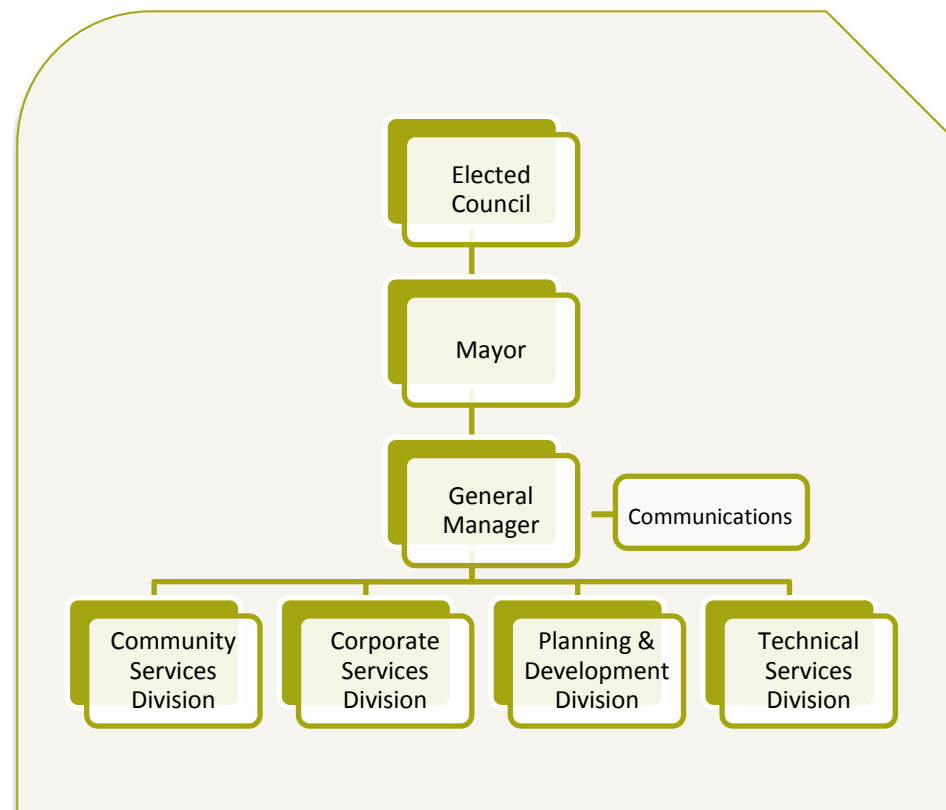 Elected
Council
Mayor
General
Manager
Communications
Community
Services
Division
Corporate
Services
Division
Planning &
Development
Division
Technical
Services
Division